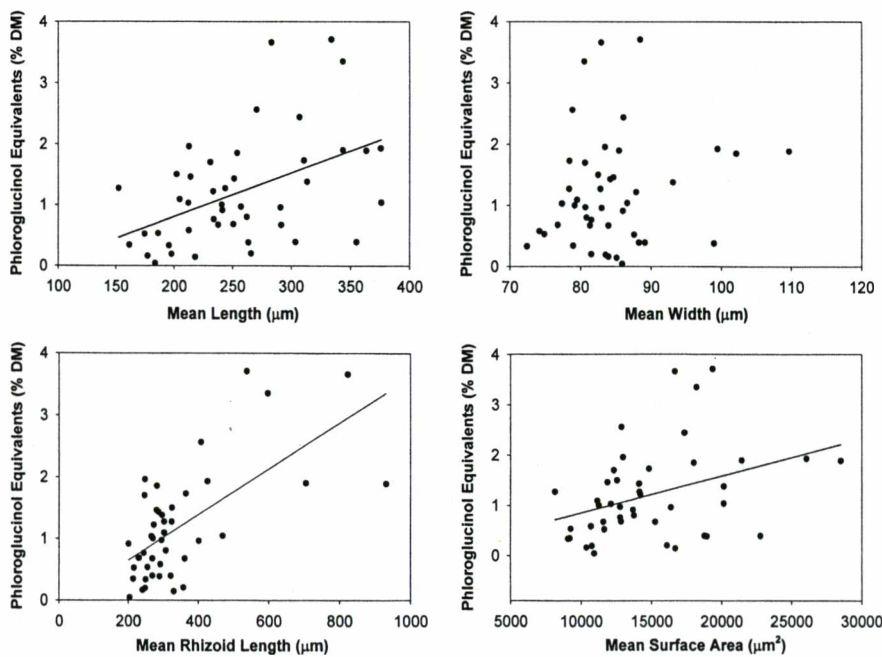 Phloroglucinol Equivalents (% DM)
4
3
2
1
0
100 150 200 250 300 350 400
Mean Length (μm)
Phloroglucinol Equivalents (% DM)
4
3
2
1
0
70 80 90 100 110 120
Mean Width (μm)
Phloroglucinol Equivalents (% DM)
4
3
2
1
0
0 200 400 600 800 1000
Mean Rhizoid Length (μm)
Phloroglucinol Equivalents (% DM)
4
3
2
1
0
5000 10000 15000 20000 25000 30000
Mean Surface Area (μm²)